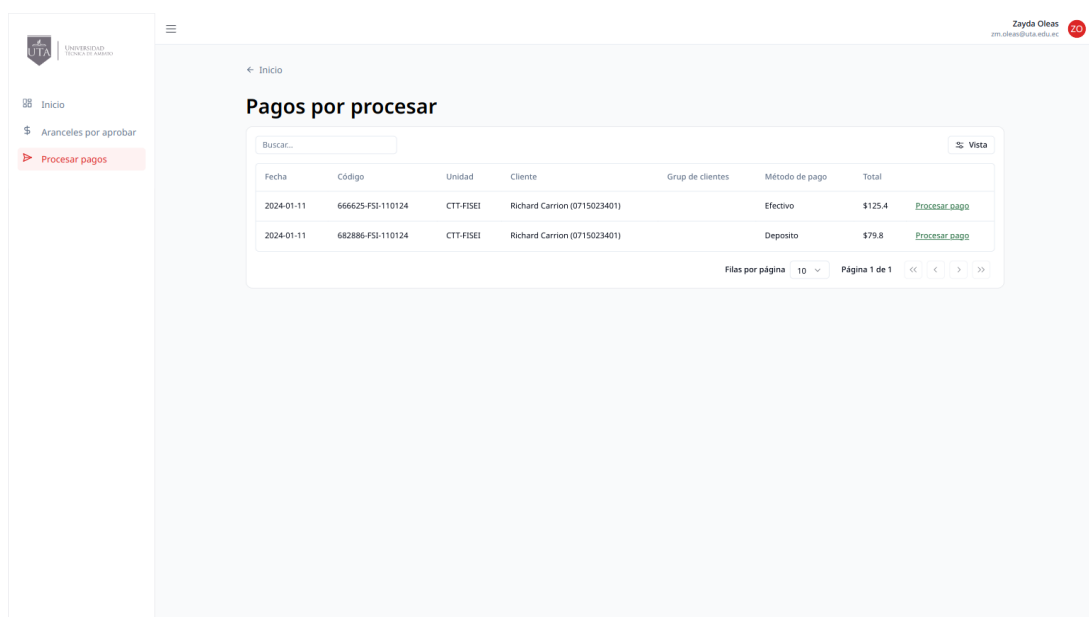 Zayda Oleas
zm.oleas@uta.edu.ec
ZO
UTA
UNIVERSIDAD
TÉCNICA DE AMBATO
Inicio
Aranceles por aprobar
Procesar pagos
← Inicio
Pagos por procesar
Buscar...
Vista
Fecha Código Unidad Cliente Grup de clientes Método de pago Total
2024-01-11 666625-FSI-110124 CTT-FISEI Richard Carrion (0715023401) Efectivo $125.4 Procesar pago
2024-01-11 682886-FSI-110124 CTT-FISEI Richard Carrion (0715023401) Deposito $79.8 Procesar pago
Filas por página 10 Página 1 de 1